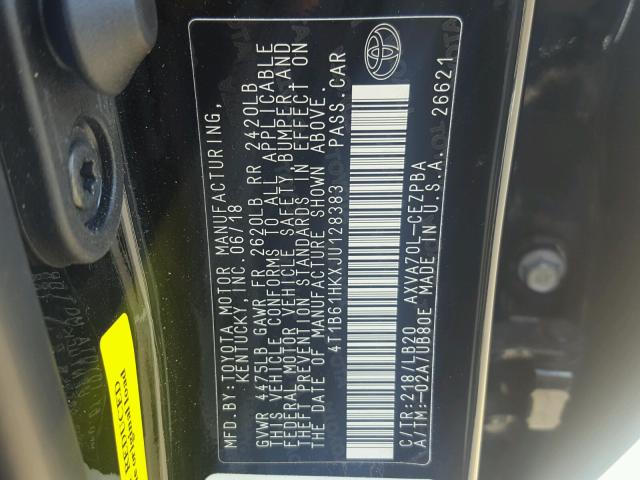 MFD. BY: TOYOTA MOTOR MANUFACTURING,
KENTUCKY, INC. 06/18
GVWR 4475LB GAWR FR 2620LB RR 2420LB
THIS VEHICLE CONFORMS TO ALL APPLICABLE
FEDERAL MOTOR VEHICLE SAFETY, BUMPER, AND
THEFT PREVENTION STANDARDS IN EFFECT ON
THE DATE OF MANUFACTURE SHOWN ABOVE.
4T1B61HKXJU128383 PASS. CAR
C/TR: 218/LB20 AXVA70L-CEZPBA
A/TM: -02A/UB80E MADE IN U.S.A. 26621
REDUCED